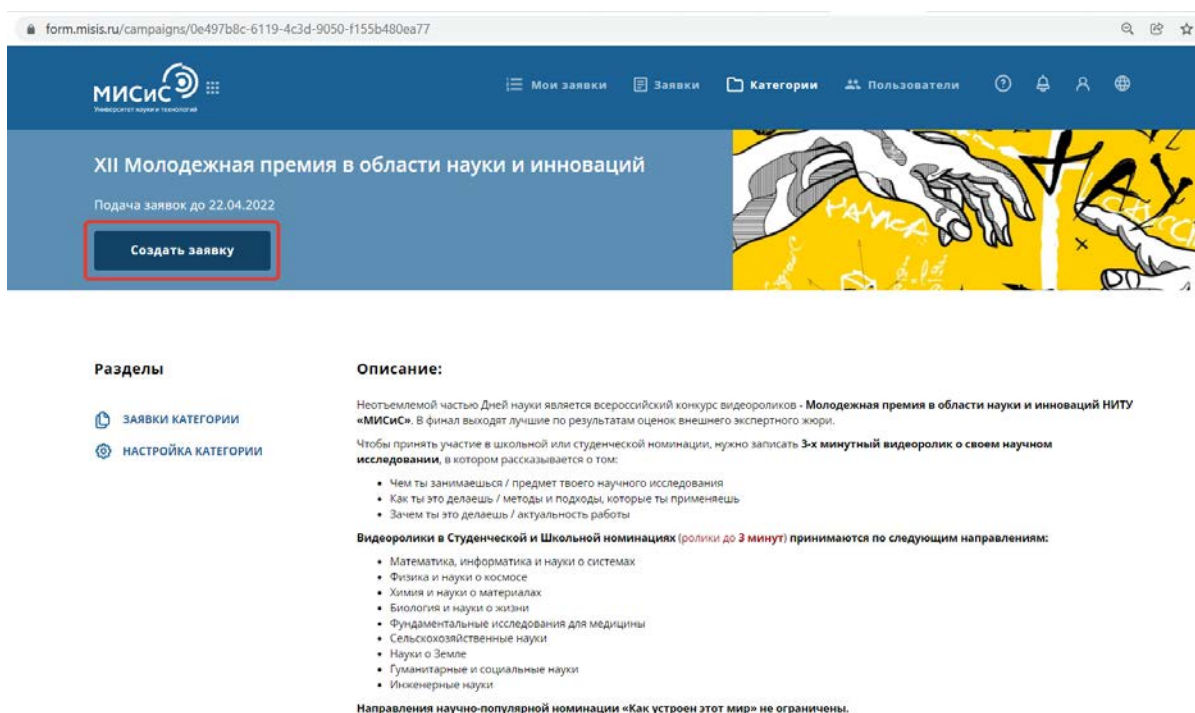 form.misis.ru/campaigns/0e497b8c-6119-4c3d-9050-f155b480ea77
МИСиС
Университет науки и технологий
Мои заявки
Заявки
Категории
Пользователи
XII Молодежная премия в области науки и инноваций
Подача заявок до 22.04.2022
Создать заявку
НАУКА
Разделы
ЗАЯВКИ КАТЕГОРИИ
НАСТРОЙКА КАТЕГОРИИ
Описание:
Неотъемлемой частью Дней науки является всероссийский конкурс видеороликов - Молодежная премия в области науки и инноваций НИТУ
«МИСиС». В финал выходят лучшие по результатам оценок внешнего экспертного жюри.
Чтобы принять участие в школьной или студенческой номинации, нужно записать 3-х минутный видеоролик о своем научном
исследовании, в котором рассказывается о том:
• Чем ты занимаешься / предмет твоего научного исследования
• Как ты это делаешь / методы и подходы, которые ты применяешь
• Зачем ты это делаешь / актуальность работы
Видеоролики в Студенческой и Школьной номинациях (ролики до 3 минут) принимаются по следующим направлениям:
• Математика, информатика и науки о системах
• Физика и науки о космосе
• Химия и науки о материалах
• Биология и науки о жизни
• Фундаментальные исследования для медицины
• Сельскохозяйственные науки
• Науки о Земле
• Гуманитарные и социальные науки
• Инженерные науки
Направления научно-популярной номинации «Как устроен этот мир» не ограничены.